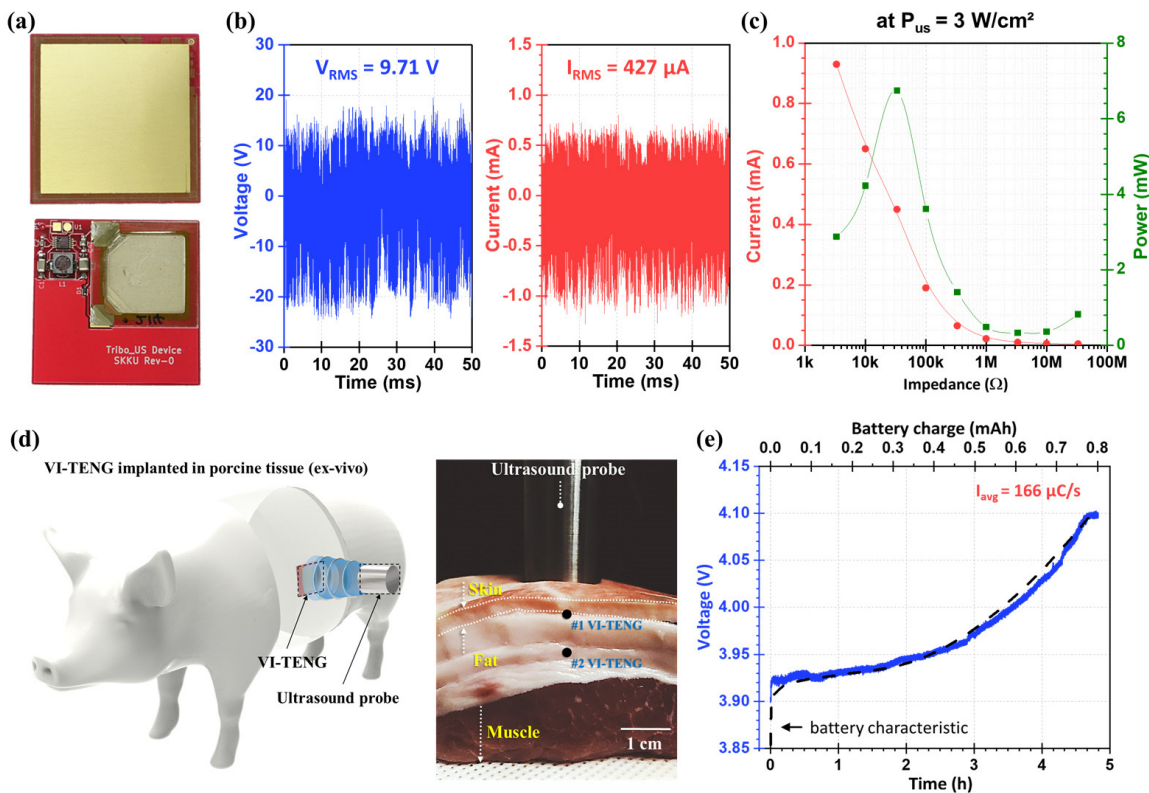 (a)
U1
C1
L1
Tribo_US Device
SKKU Rev-0
(b)
V_RMS = 9.71 V
Voltage (V)
30
20
10
0
-10
-20
-30
0 10 20 30 40 50
Time (ms)
I_RMS = 427 µA
Current (mA)
1.5
1.0
0.5
0.0
-0.5
-1.0
-1.5
0 10 20 30 40 50
Time (ms)
(c)
at P_us = 3 W/cm²
Current (mA)
1.0
0.8
0.6
0.4
0.2
0.0
Power (mW)
8
6
4
2
0
1k 10k 100k 1M 10M 100M
Impedance (Ω)
(d)
VI-TENG implanted in porcine tissue (ex-vivo)
VI-TENG
Ultrasound probe
Ultrasound probe
Skin
#1 VI-TENG
Fat
#2 VI-TENG
Muscle
1 cm
(e)
Battery charge (mAh)
0.0 0.1 0.2 0.3 0.4 0.5 0.6 0.7 0.8
I_avg = 166 µC/s
Voltage (V)
4.15
4.10
4.05
4.00
3.95
3.90
3.85
battery characteristic
0 1 2 3 4 5
Time (h)